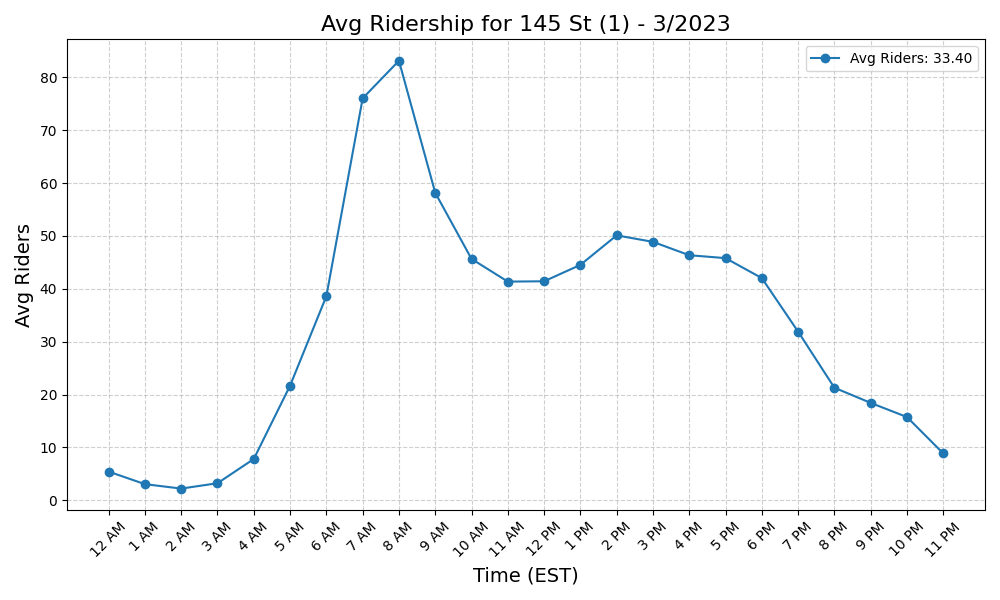 Avg Ridership for 145 St (1) - 3/2023
Avg Riders: 33.40
Avg Riders
80
70
60
50
40
30
20
10
0
12 AM
1 AM
2 AM
3 AM
4 AM
5 AM
6 AM
7 AM
8 AM
9 AM
10 AM
11 AM
12 PM
1 PM
2 PM
3 PM
4 PM
5 PM
6 PM
7 PM
8 PM
9 PM
10 PM
11 PM
Time (EST)